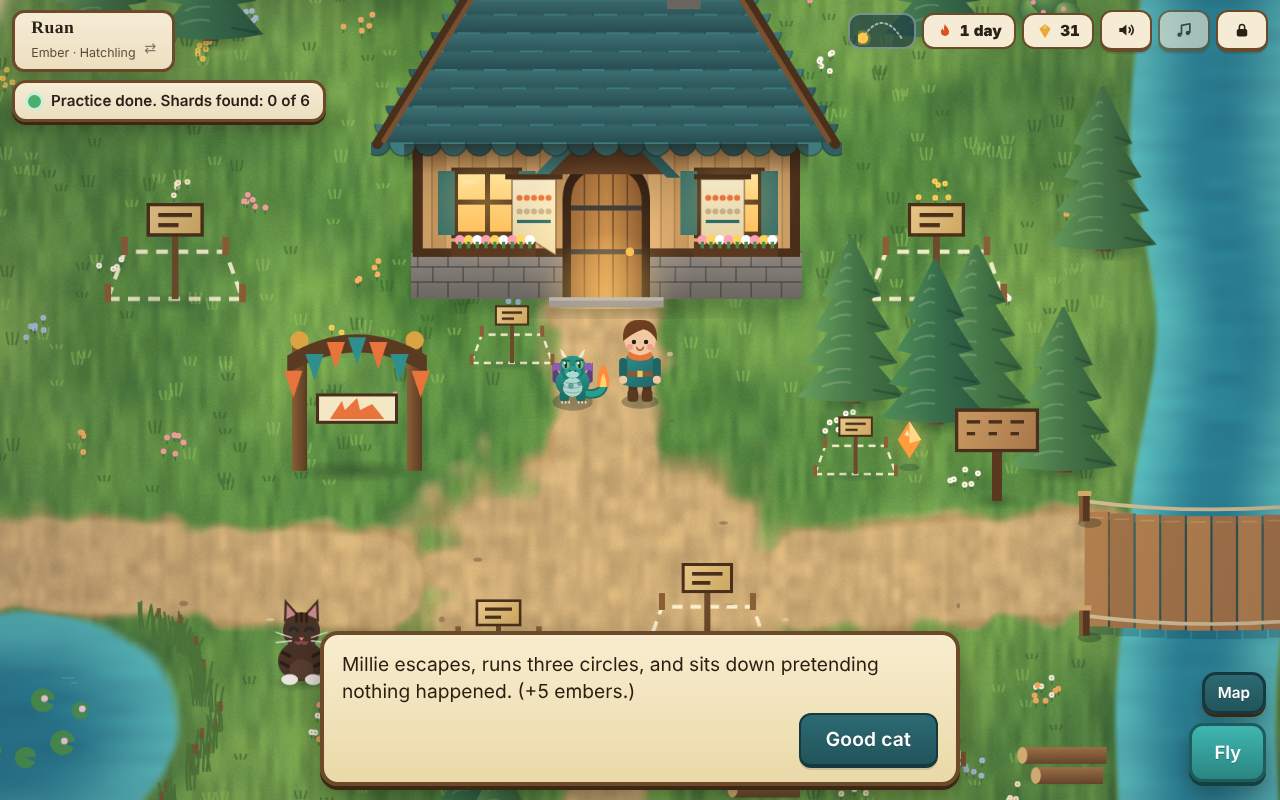 Ruan
Ember · Hatchling
Practice done. Shards found: 0 of 6
1 day
31
Millie escapes, runs three circles, and sits down pretending
nothing happened. (+5 embers.)
Good cat
Map
Fly